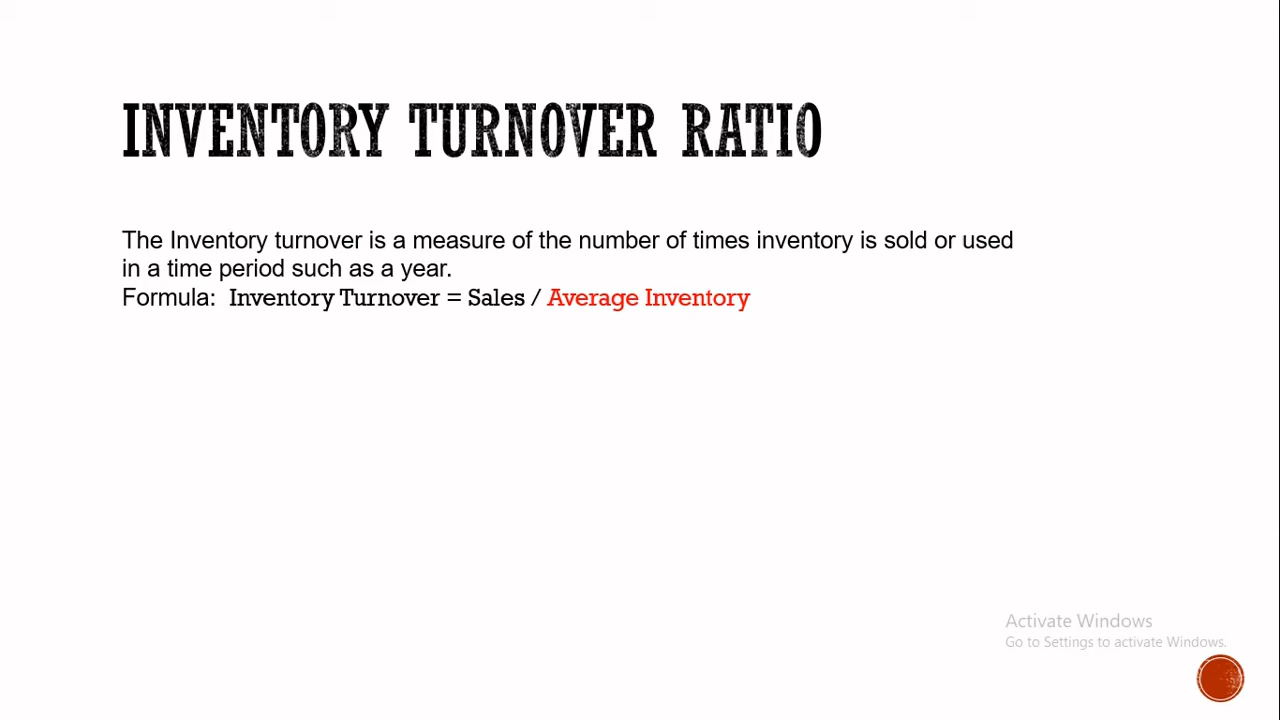 INVENTORY TURNOVER RATIO
The Inventory turnover is a measure of the number of times inventory is sold or used
in a time period such as a year.
Formula: Inventory Turnover = Sales / Average Inventory
Activate Windows
Go to Settings to activate Windows.